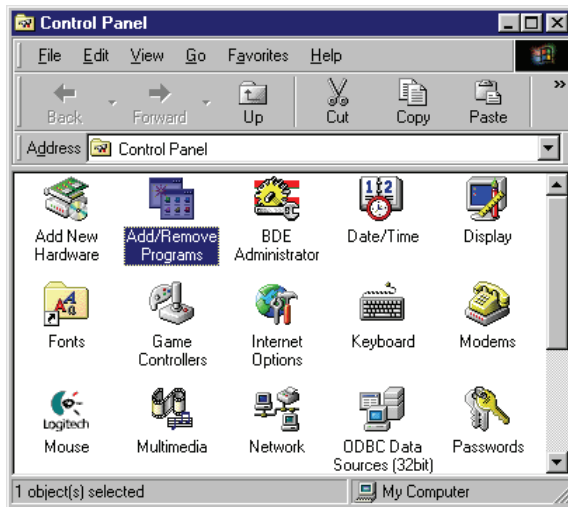 Control Panel
File Edit View Go Favorites Help
Back Forward Up Cut Copy Paste »
Address Control Panel
Add New Hardware
Add/Remove Programs
BDE Administrator
Date/Time
Display
Fonts
Game Controllers
Internet Options
Keyboard
Modems
Logitech
Mouse
Multimedia
Network
ODBC Data Sources (32bit)
Passwords
1 object(s) selected
My Computer